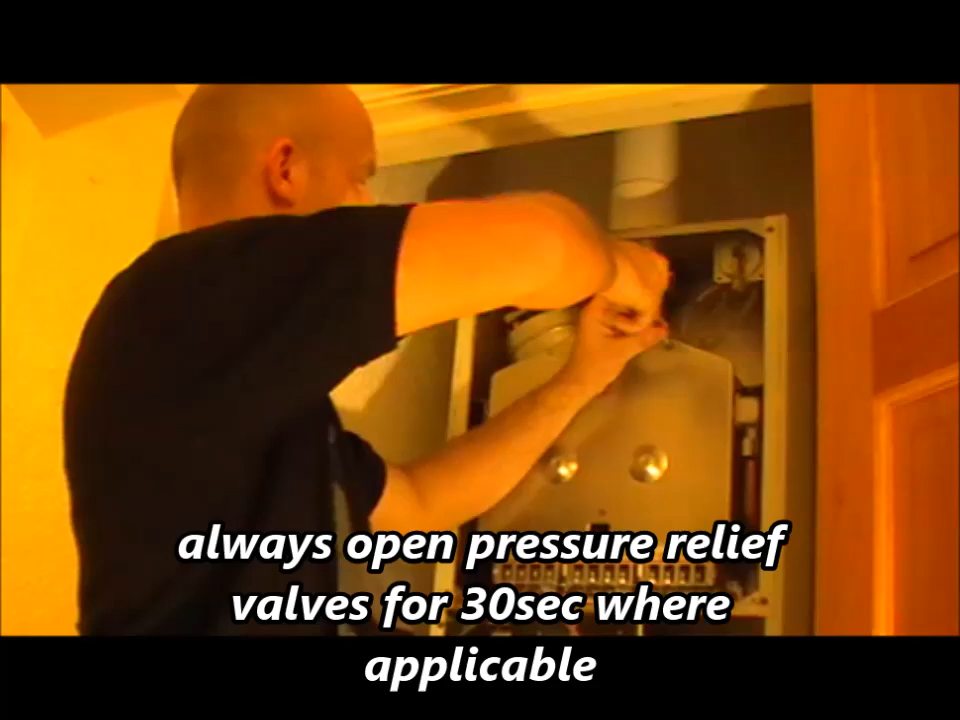 always open pressure relief
valves for 30sec where
applicable